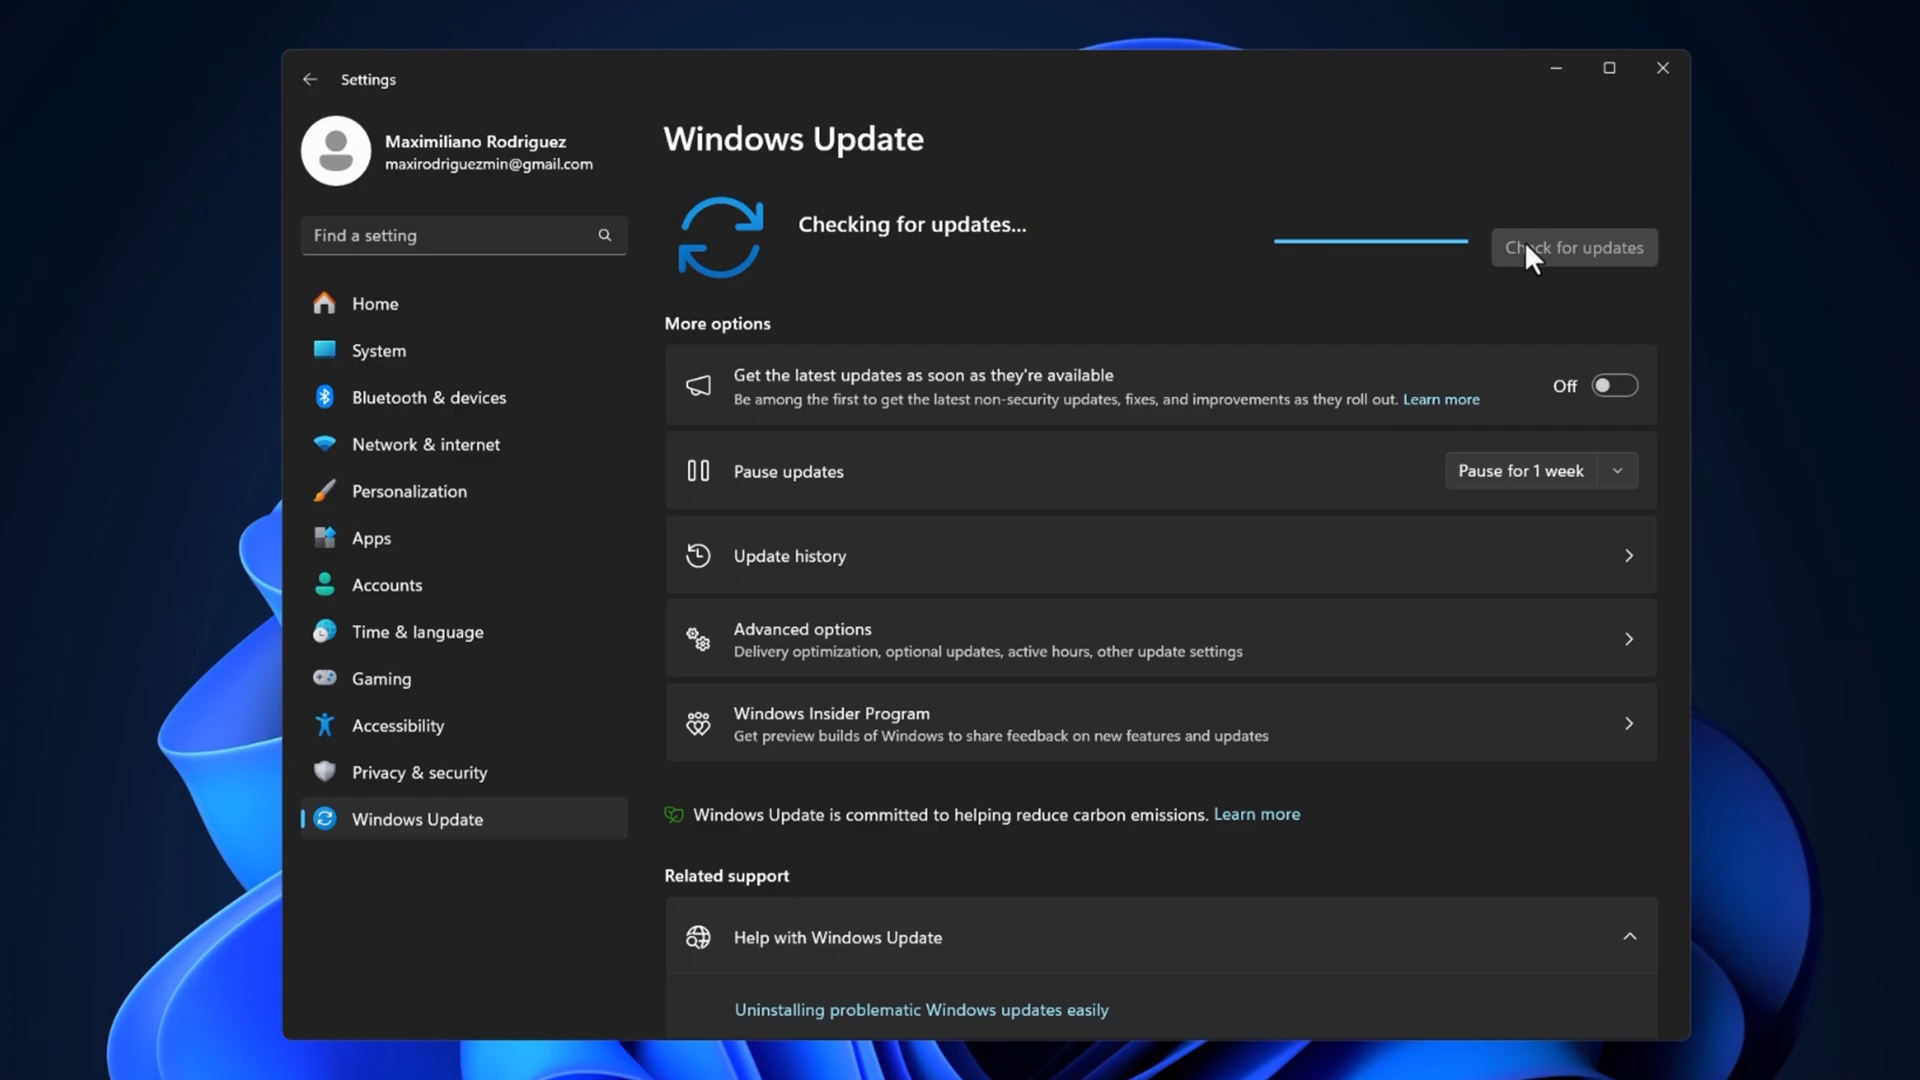 Settings
Maximiliano Rodriguez
maxirodriguezmin@gmail.com
Find a setting
Home
System
Bluetooth & devices
Network & internet
Personalization
Apps
Accounts
Time & language
Gaming
Accessibility
Privacy & security
Windows Update
Windows Update
Checking for updates...
Check for updates
More options
Get the latest updates as soon as they're available
Be among the first to get the latest non-security updates, fixes, and improvements as they roll out. Learn more
Off
Pause updates
Pause for 1 week
Update history
Advanced options
Delivery optimization, optional updates, active hours, other update settings
Windows Insider Program
Get preview builds of Windows to share feedback on new features and updates
Windows Update is committed to helping reduce carbon emissions. Learn more
Related support
Help with Windows Update
Uninstalling problematic Windows updates easily